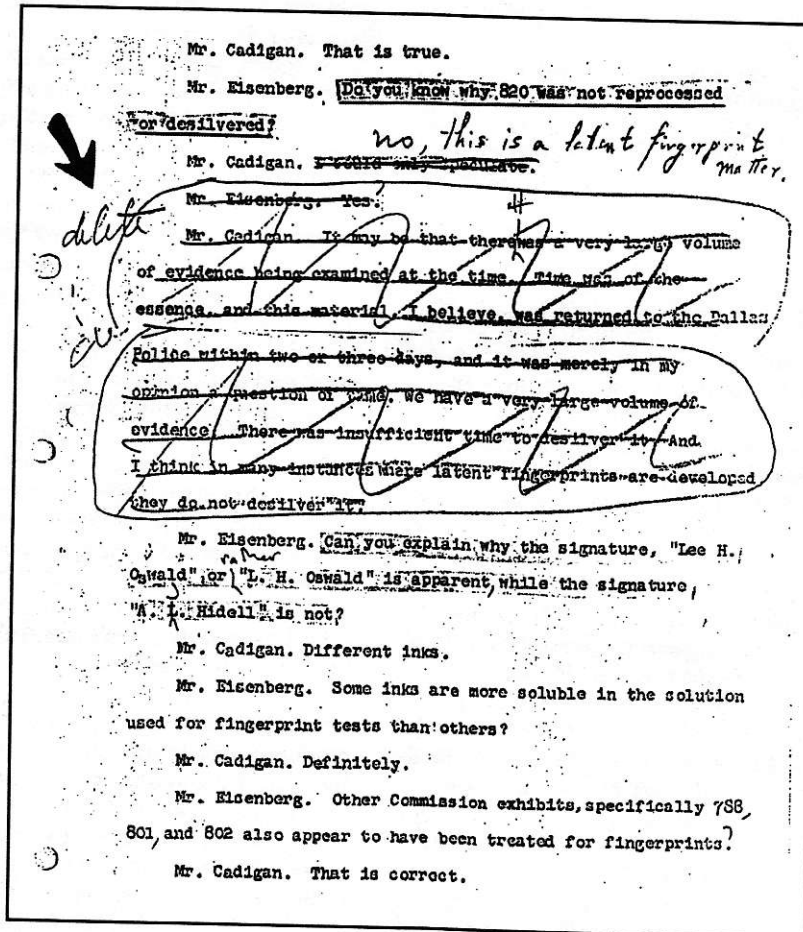 Mr. Cadigan. That is true.
Mr. Eisenberg. Do you know why 820 was not reprocessed
or desilvered?
no, this is a latent fingerprint
matter.
Mr. Cadigan. I could only speculate.
delete
Mr. Eisenberg. Yes?
#
Mr. Cadigan. It may be that there was a very large volume
of evidence being examined at the time. Time was of the
essence, and this material, I believe, was returned to the Dallas
Police within two or three days, and it was merely in my
opinion a question of time. We have a very large volume of
evidence. There was insufficient time to desilver it. And
I think in many instances where latent fingerprints are developed
they do not desilver it.
Mr. Eisenberg. Can you explain why the signature, "Lee H.
rather
Oswald", or "L. H. Oswald" is apparent, while the signature,
"A. L. Hidell" is not?
Mr. Cadigan. Different inks.
Mr. Eisenberg. Some inks are more soluble in the solution
used for fingerprint tests than others?
Mr. Cadigan. Definitely.
Mr. Eisenberg. Other Commission exhibits, specifically 788,
801, and 802 also appear to have been treated for fingerprints?
Mr. Cadigan. That is correct.